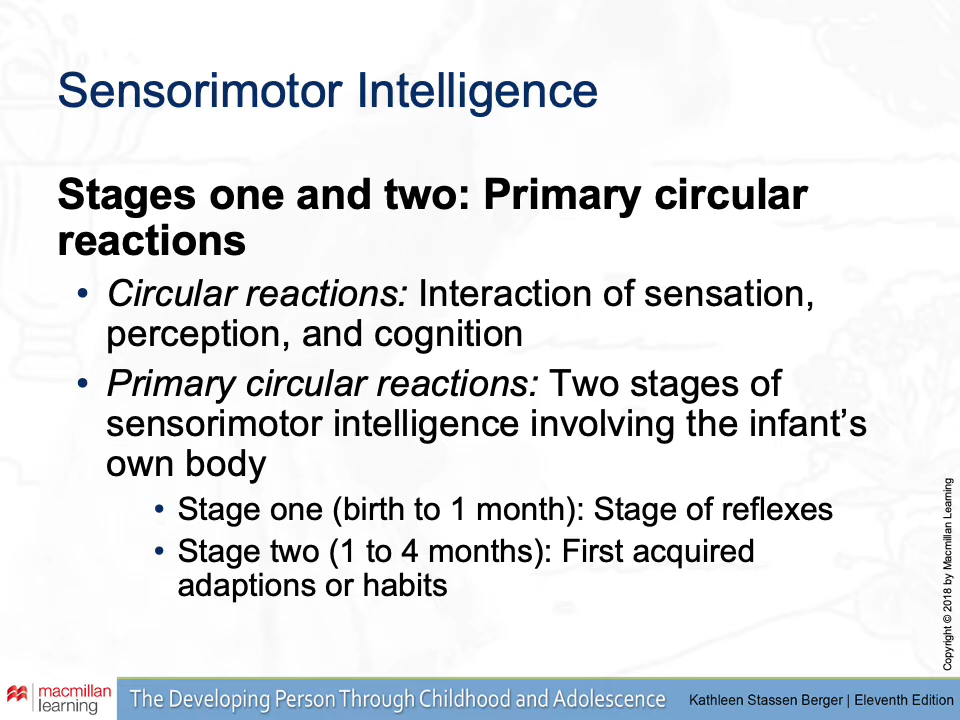 Sensorimotor Intelligence
Stages one and two: Primary circular
reactions
• Circular reactions: Interaction of sensation,
perception, and cognition
• Primary circular reactions: Two stages of
sensorimotor intelligence involving the infant’s
own body
• Stage one (birth to 1 month): Stage of reflexes
• Stage two (1 to 4 months): First acquired
adaptions or habits
Copyright © 2018 by Macmillan Learning
macmillan
learning
The Developing Person Through Childhood and Adolescence
Kathleen Stassen Berger | Eleventh Edition